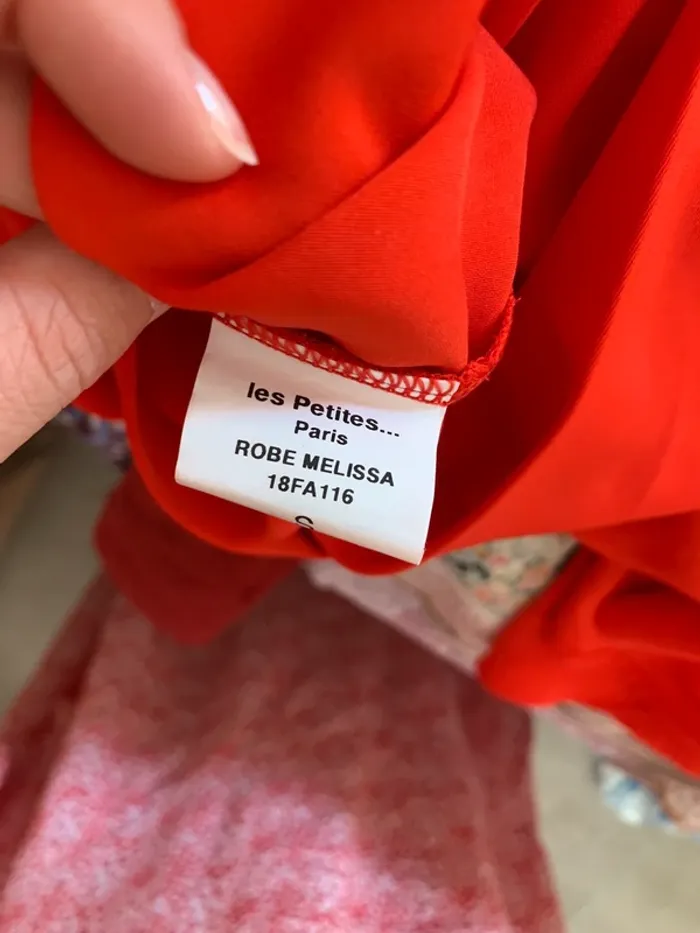 les Petites...
Paris
ROBE MELISSA
18FA116
S